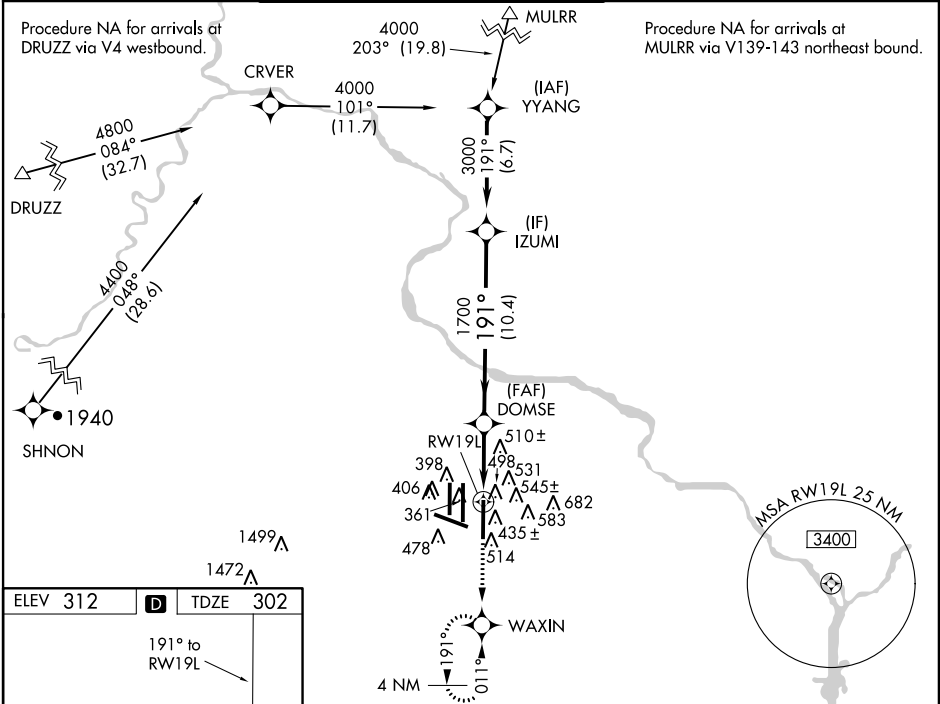 Procedure NA for arrivals at
DRUZZ via V4 westbound.
MULRR
4000
203° (19.8)
Procedure NA for arrivals at
MULRR via V139-143 northeast bound.
CRVER
4000
101°
(11.7)
(IAF)
YYANG
4800
084°
(32.7)
DRUZZ
3000
191°
(6.7)
(IF)
IZUMI
4400
048°
(28.6)
1700
191°
(10.4)
1940
SHNON
(FAF)
DOMSE
RW19L
510±
398
498
531
406
545±
682
361
583
435±
478
514
1499
1472
MSA RW19L 25 NM
3400
ELEV 312
D
TDZE 302
191° to
RW19L
WAXIN
191°
011°
4 NM